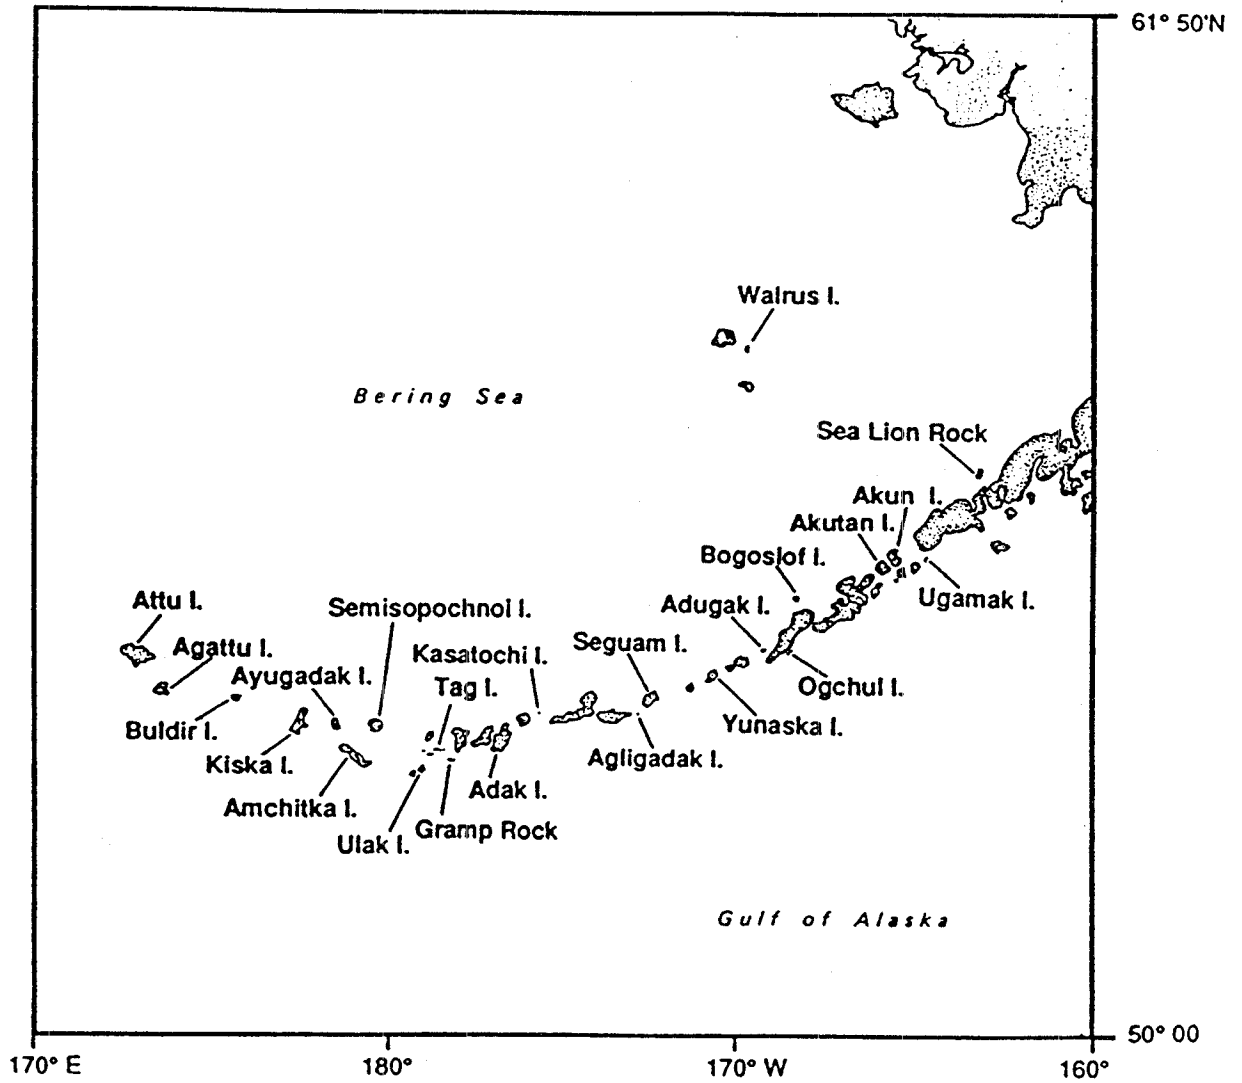 61° 50'N
Walrus I.
Bering Sea
Sea Lion Rock
Akun I.
Akutan I.
Bogoslof I.
Ugamak I.
Attu I.
Semisopochnoi I.
Adugak I.
Agattu I.
Kasatochi I.
Seguam I.
Ayugadak I.
Tag I.
Ogchul I.
Buldir I.
Yunaska I.
Kiska I.
Agligadak I.
Adak I.
Amchitka I.
Gramp Rock
Ulak I.
Gulf of Alaska
50° 00
170° E
180°
170° W
160°